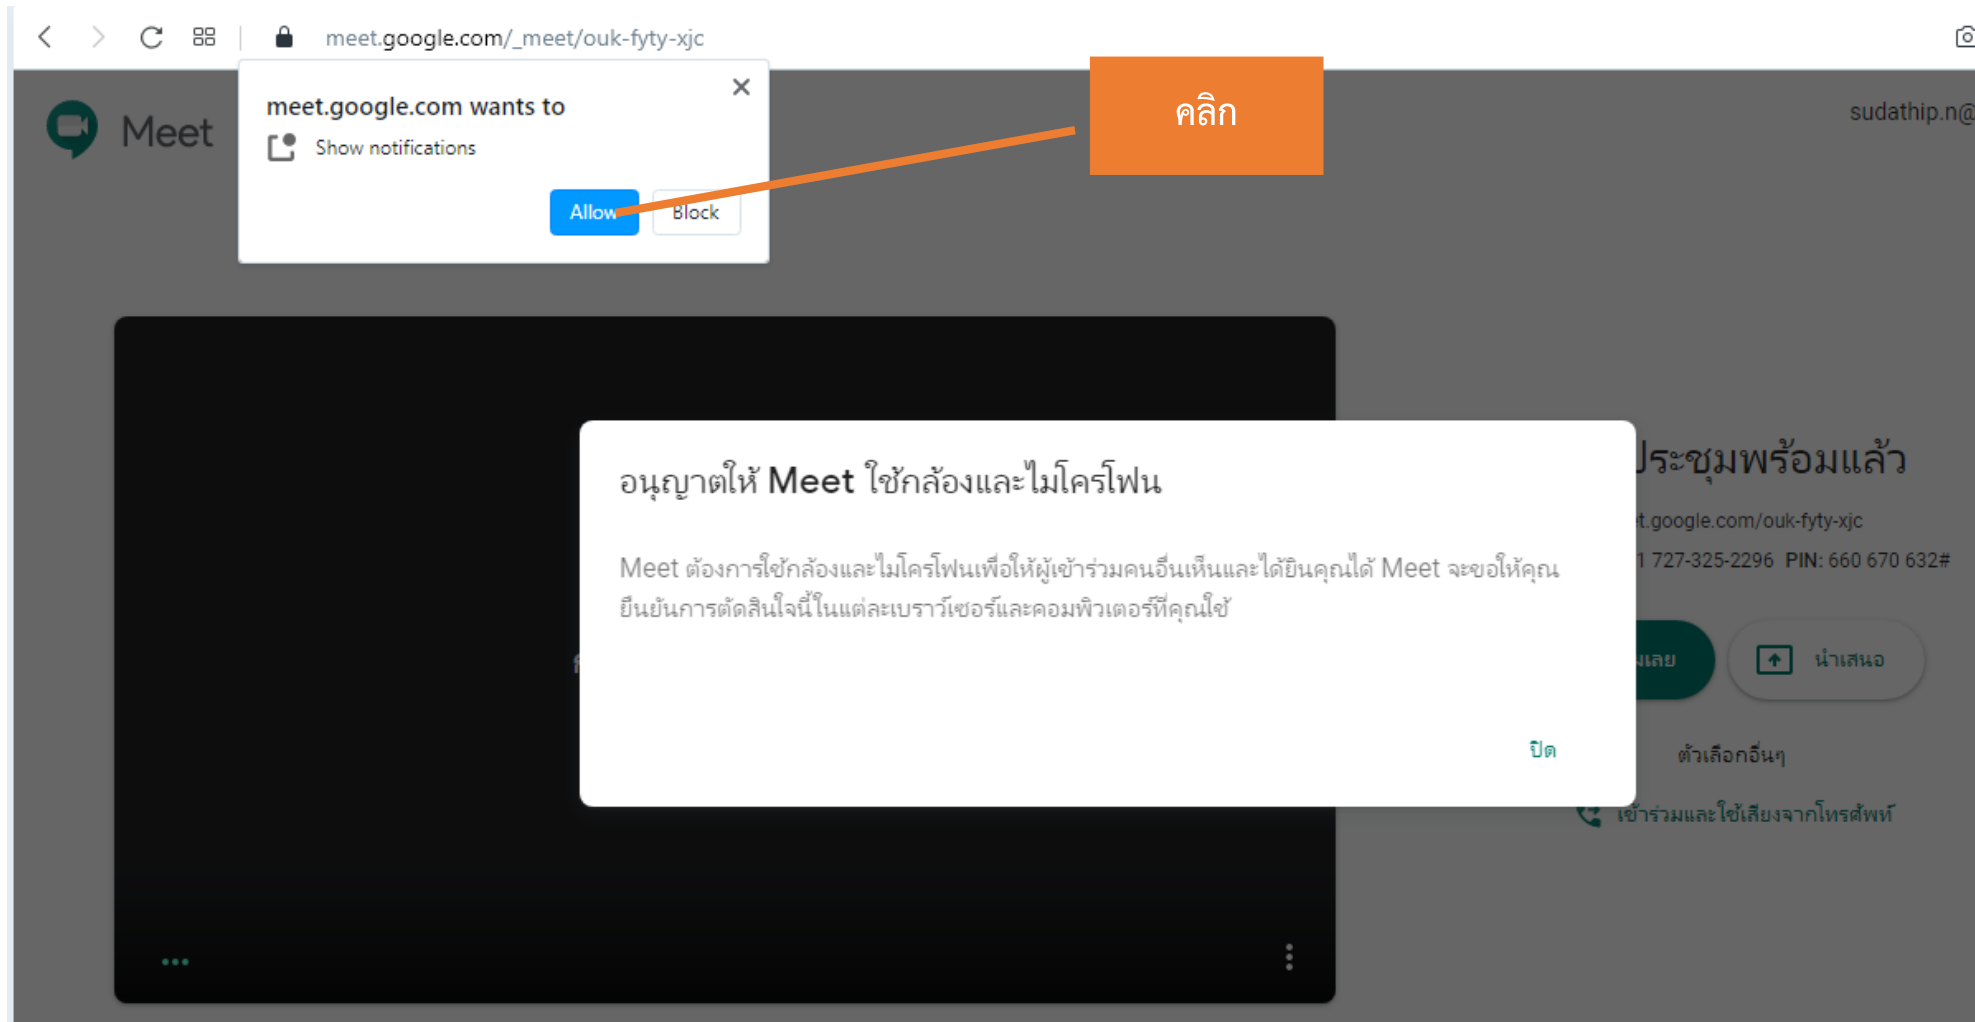 meet.google.com/_meet/ouk-fyty-xjc
meet.google.com wants to
Show notifications
Allow
Block
คลิก
Meet
sudathip.n@
อนุญาตให้ Meet ใช้กล้องและไมโครโฟน
Meet ต้องการใช้กล้องและไมโครโฟนเพื่อให้ผู้เข้าร่วมคนอื่นเห็นและได้ยินคุณได้ Meet จะขอให้คุณ
ยืนยันการตัดสินใจนี้ในแต่ละเบราว์เซอร์และคอมพิวเตอร์ที่คุณใช้
ปิด
ประชุมพร้อมแล้ว
t.google.com/ouk-fyty-xjc
1 727-325-2296 PIN: 660 670 632#
มเลย
นำเสนอ
ตัวเลือกอื่นๆ
เข้าร่วมและใช้เสียงจากโทรศัพท์